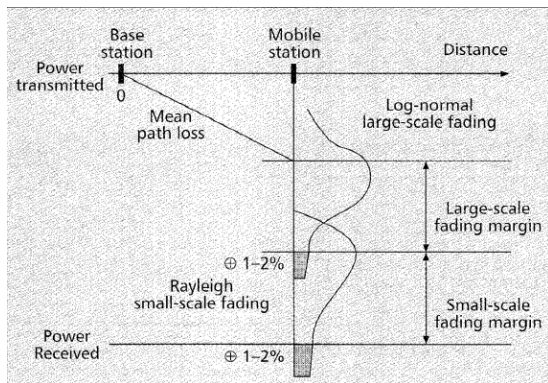 Base
station
Mobile
station
Distance
Power
transmitted
0
Mean
path loss
Log-normal
large-scale fading
Large-scale
fading margin
⊕ 1–2%
Rayleigh
small-scale fading
Small-scale
fading margin
Power
Received
⊕ 1–2%